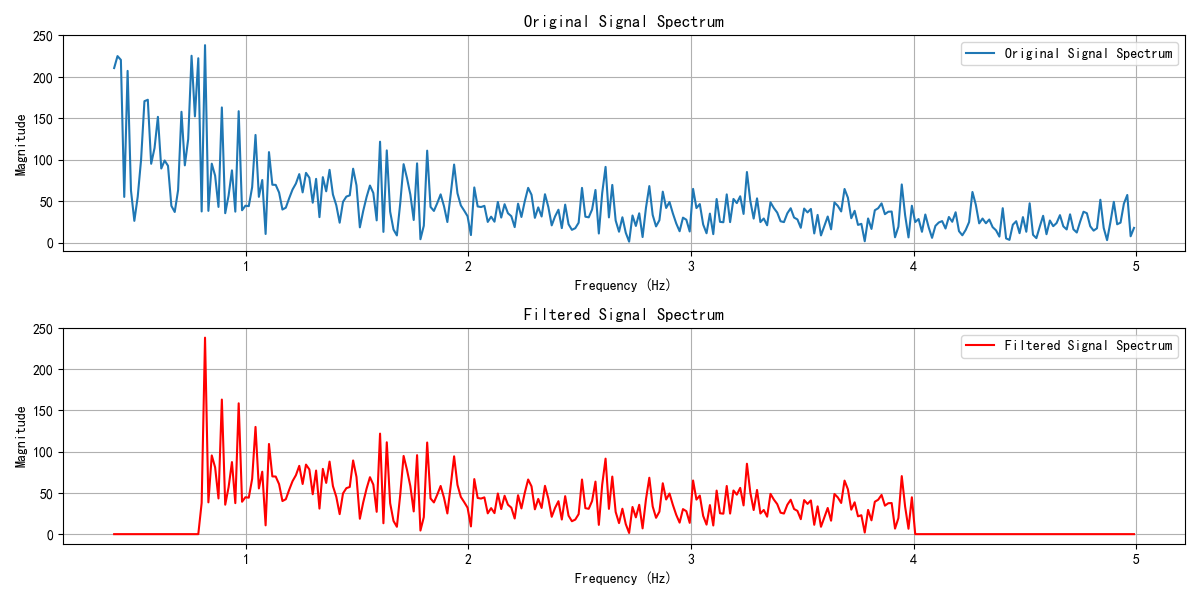 Original Signal Spectrum
250
200
150
100
50
0
Magnitude
Original Signal Spectrum
1
2
3
4
5
Frequency (Hz)
Filtered Signal Spectrum
250
200
150
100
50
0
Magnitude
Filtered Signal Spectrum
1
2
3
4
5
Frequency (Hz)